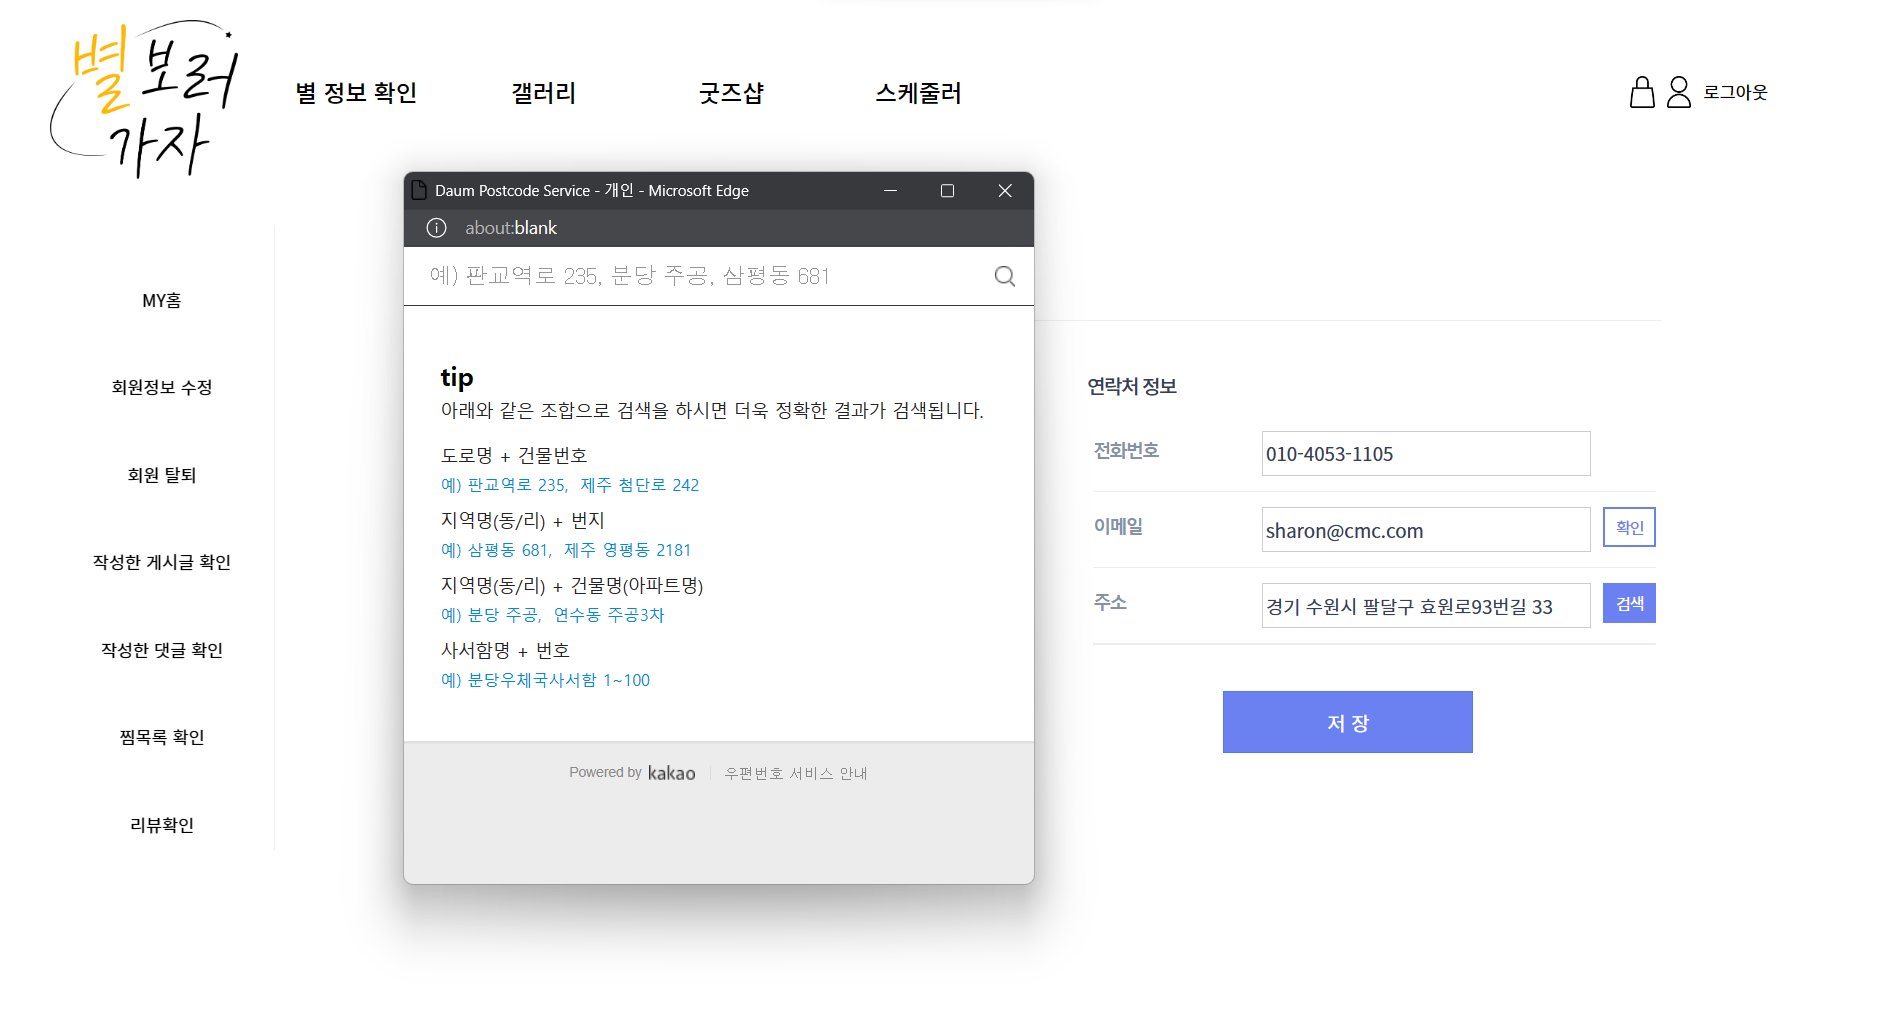 별 보러
가자
별 정보 확인
갤러리
굿즈샵
스케줄러
로그아웃
MY홈
회원정보 수정
회원 탈퇴
작성한 게시글 확인
작성한 댓글 확인
찜목록 확인
리뷰확인
Daum Postcode Service - 개인 - Microsoft Edge
about:blank
예) 판교역로 235, 분당 주공, 삼평동 681
tip
아래와 같은 조합으로 검색을 하시면 더욱 정확한 결과가 검색됩니다.
도로명 + 건물번호
예) 판교역로 235, 제주 첨단로 242
지역명(동/리) + 번지
예) 삼평동 681, 제주 영평동 2181
지역명(동/리) + 건물명(아파트명)
예) 분당 주공, 연수동 주공3차
사서함명 + 번호
예) 분당우체국사서함 1~100
Powered by kakao 우편번호 서비스 안내
연락처 정보
전화번호 010-4053-1105
이메일 sharon@cmc.com 확인
주소 경기 수원시 팔달구 효원로93번길 33 검색
저 장